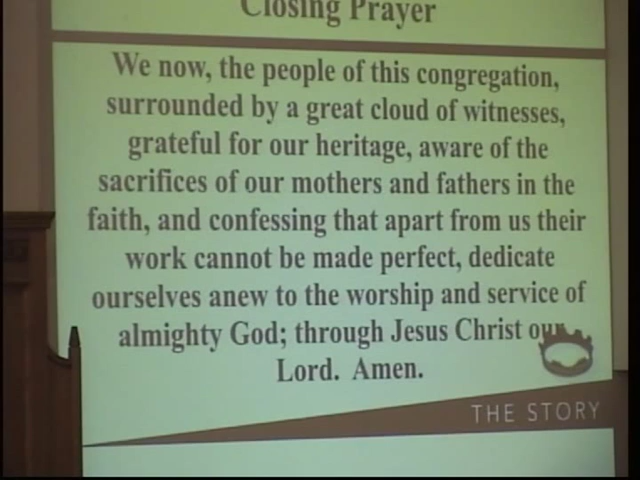 Closing Prayer
We now, the people of this congregation,
surrounded by a great cloud of witnesses,
grateful for our heritage, aware of the
sacrifices of our mothers and fathers in the
faith, and confessing that apart from us their
work cannot be made perfect, dedicate
ourselves anew to the worship and service of
almighty God; through Jesus Christ our
Lord. Amen.
THE STORY